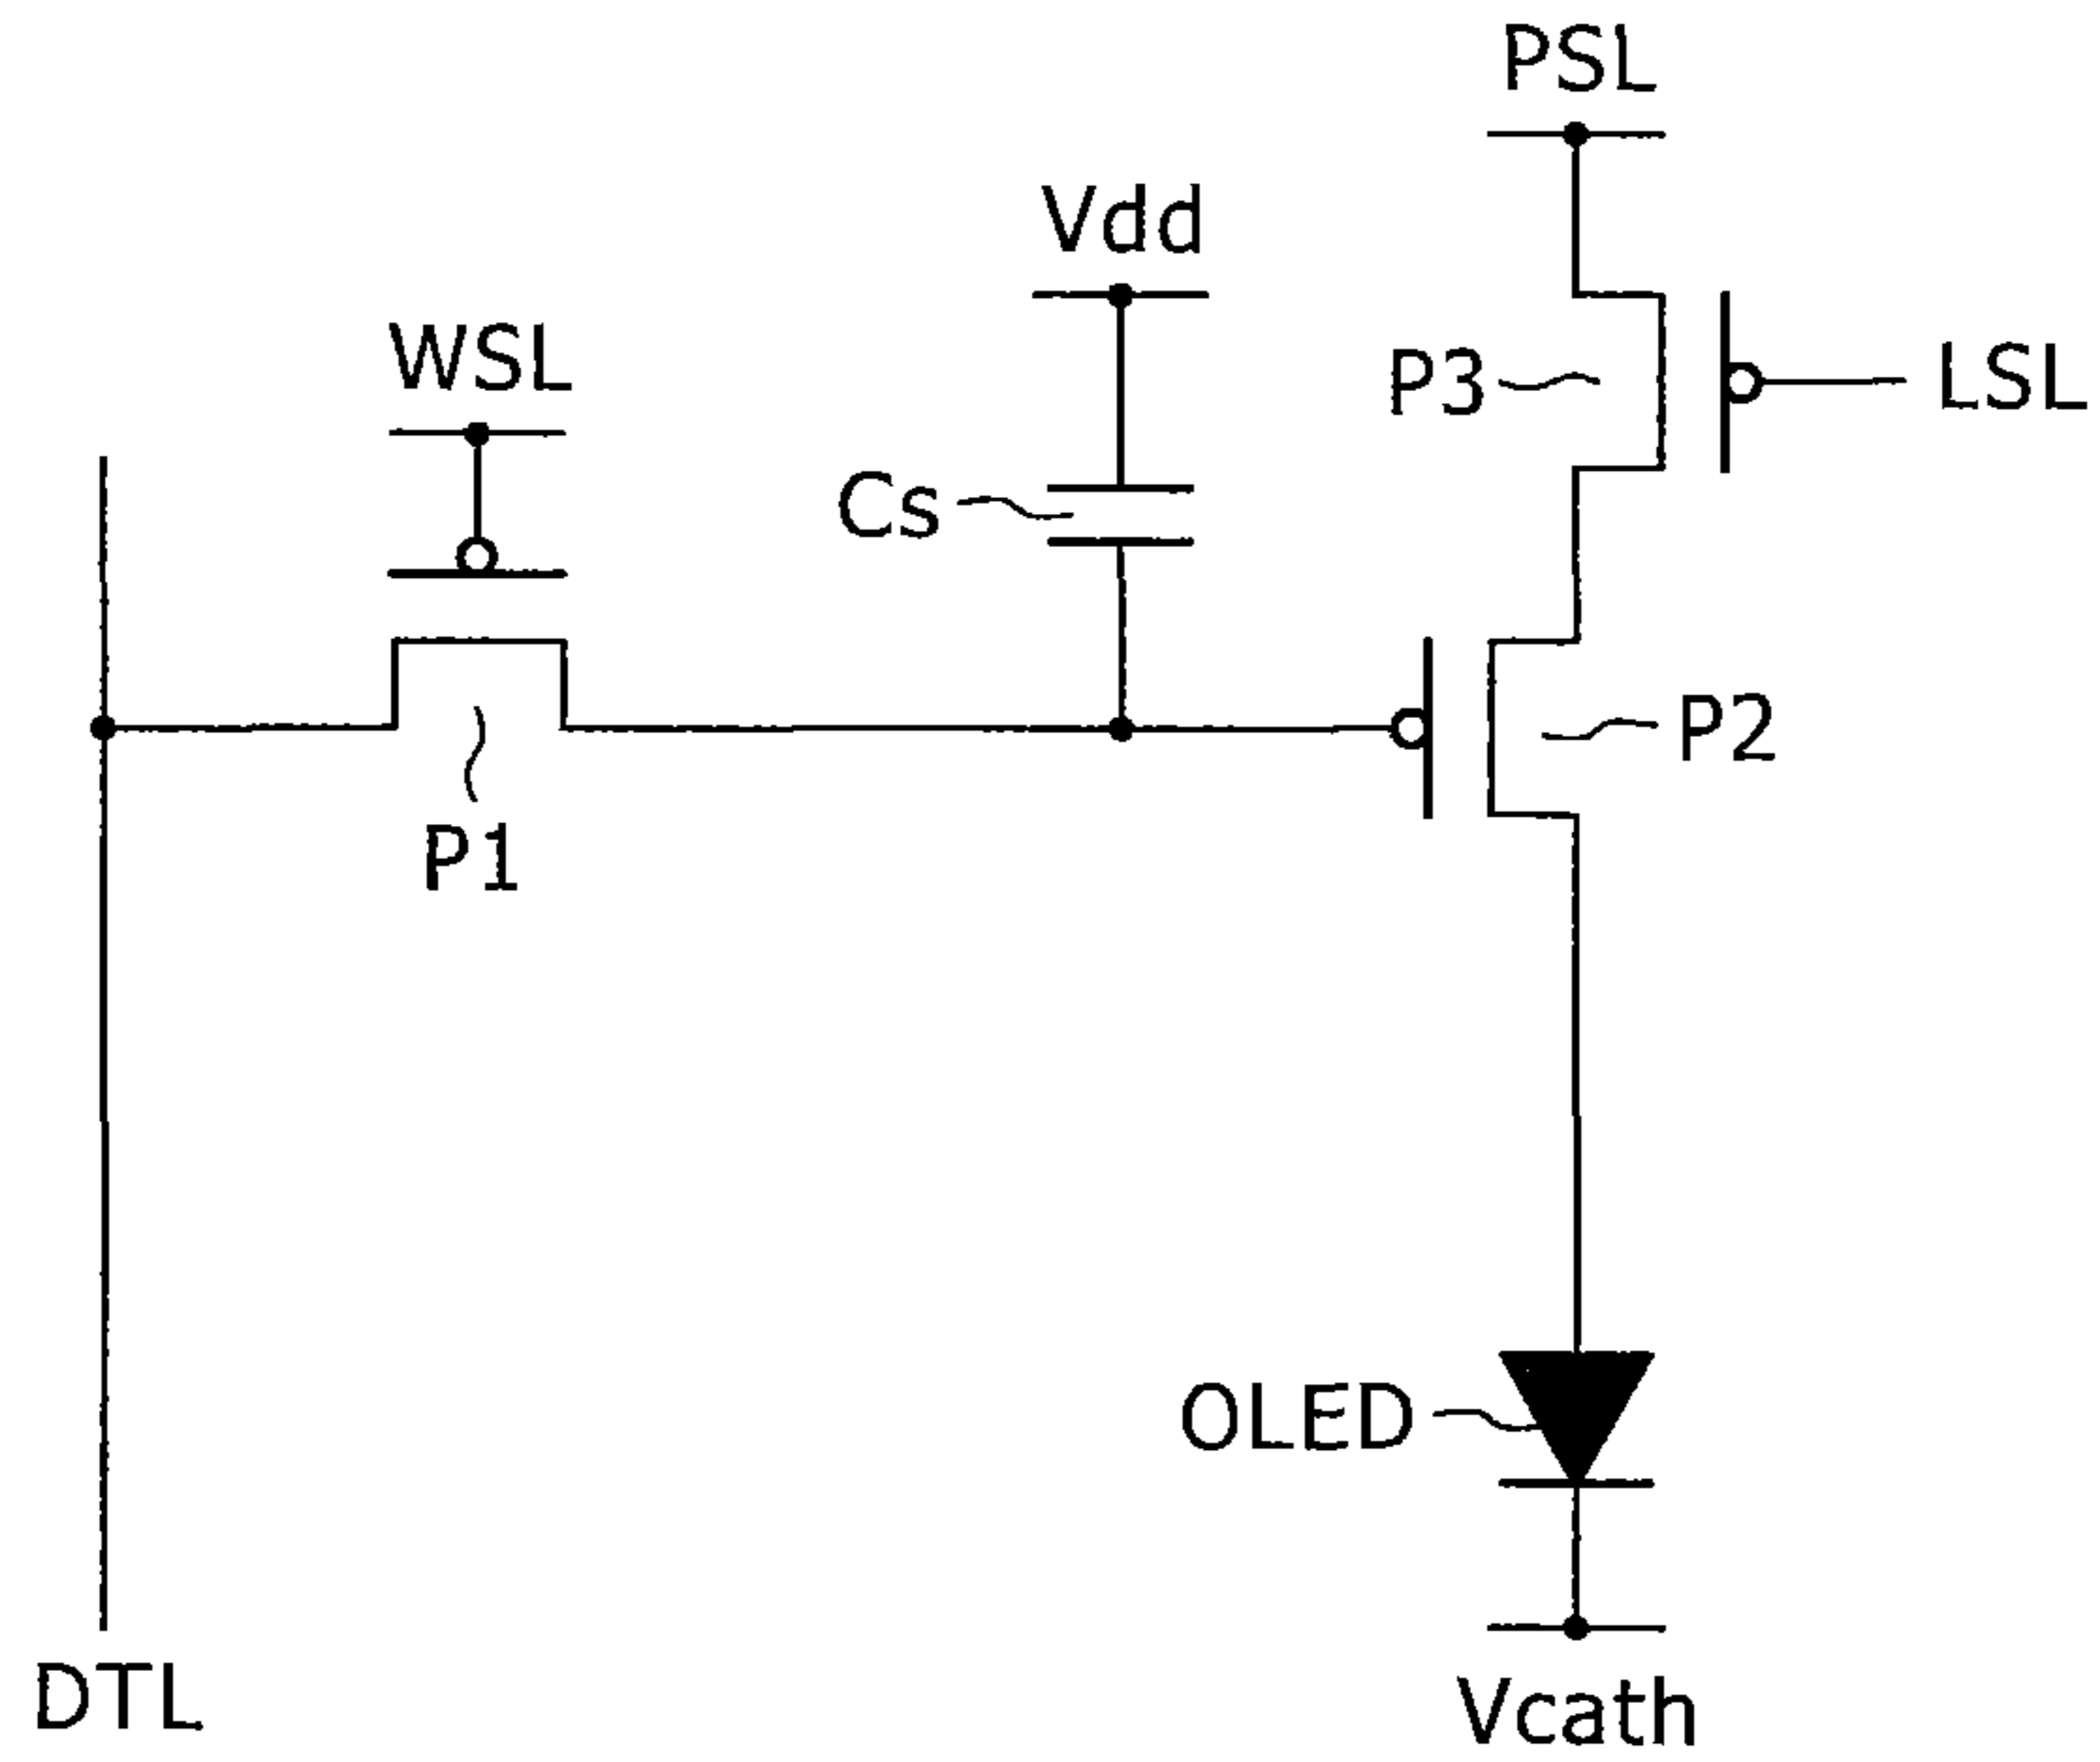 PSL
Vdd
WSL
P3
LSL
Cs
P2
P1
OLED
DTL
Vcath